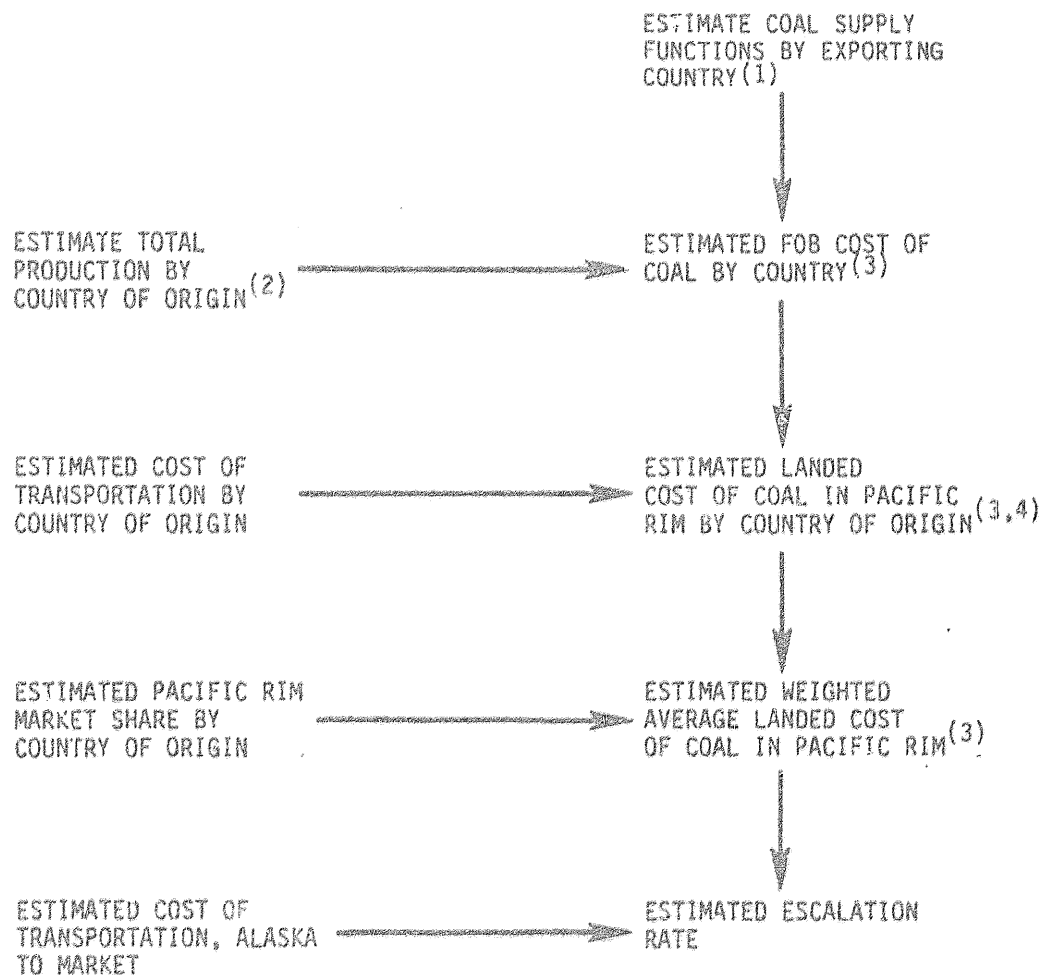 ESTIMATE COAL SUPPLY
FUNCTIONS BY EXPORTING
COUNTRY(1)
ESTIMATE TOTAL
PRODUCTION BY
COUNTRY OF ORIGIN(2)
ESTIMATED FOB COST OF
COAL BY COUNTRY(3)
ESTIMATED COST OF
TRANSPORTATION BY
COUNTRY OF ORIGIN
ESTIMATED LANDED
COST OF COAL IN PACIFIC
RIM BY COUNTRY OF ORIGIN(3,4)
ESTIMATED PACIFIC RIM
MARKET SHARE BY
COUNTRY OF ORIGIN
ESTIMATED WEIGHTED
AVERAGE LANDED COST
OF COAL IN PACIFIC RIM(3)
ESTIMATED COST OF
TRANSPORTATION, ALASKA
TO MARKET
ESTIMATED ESCALATION
RATE